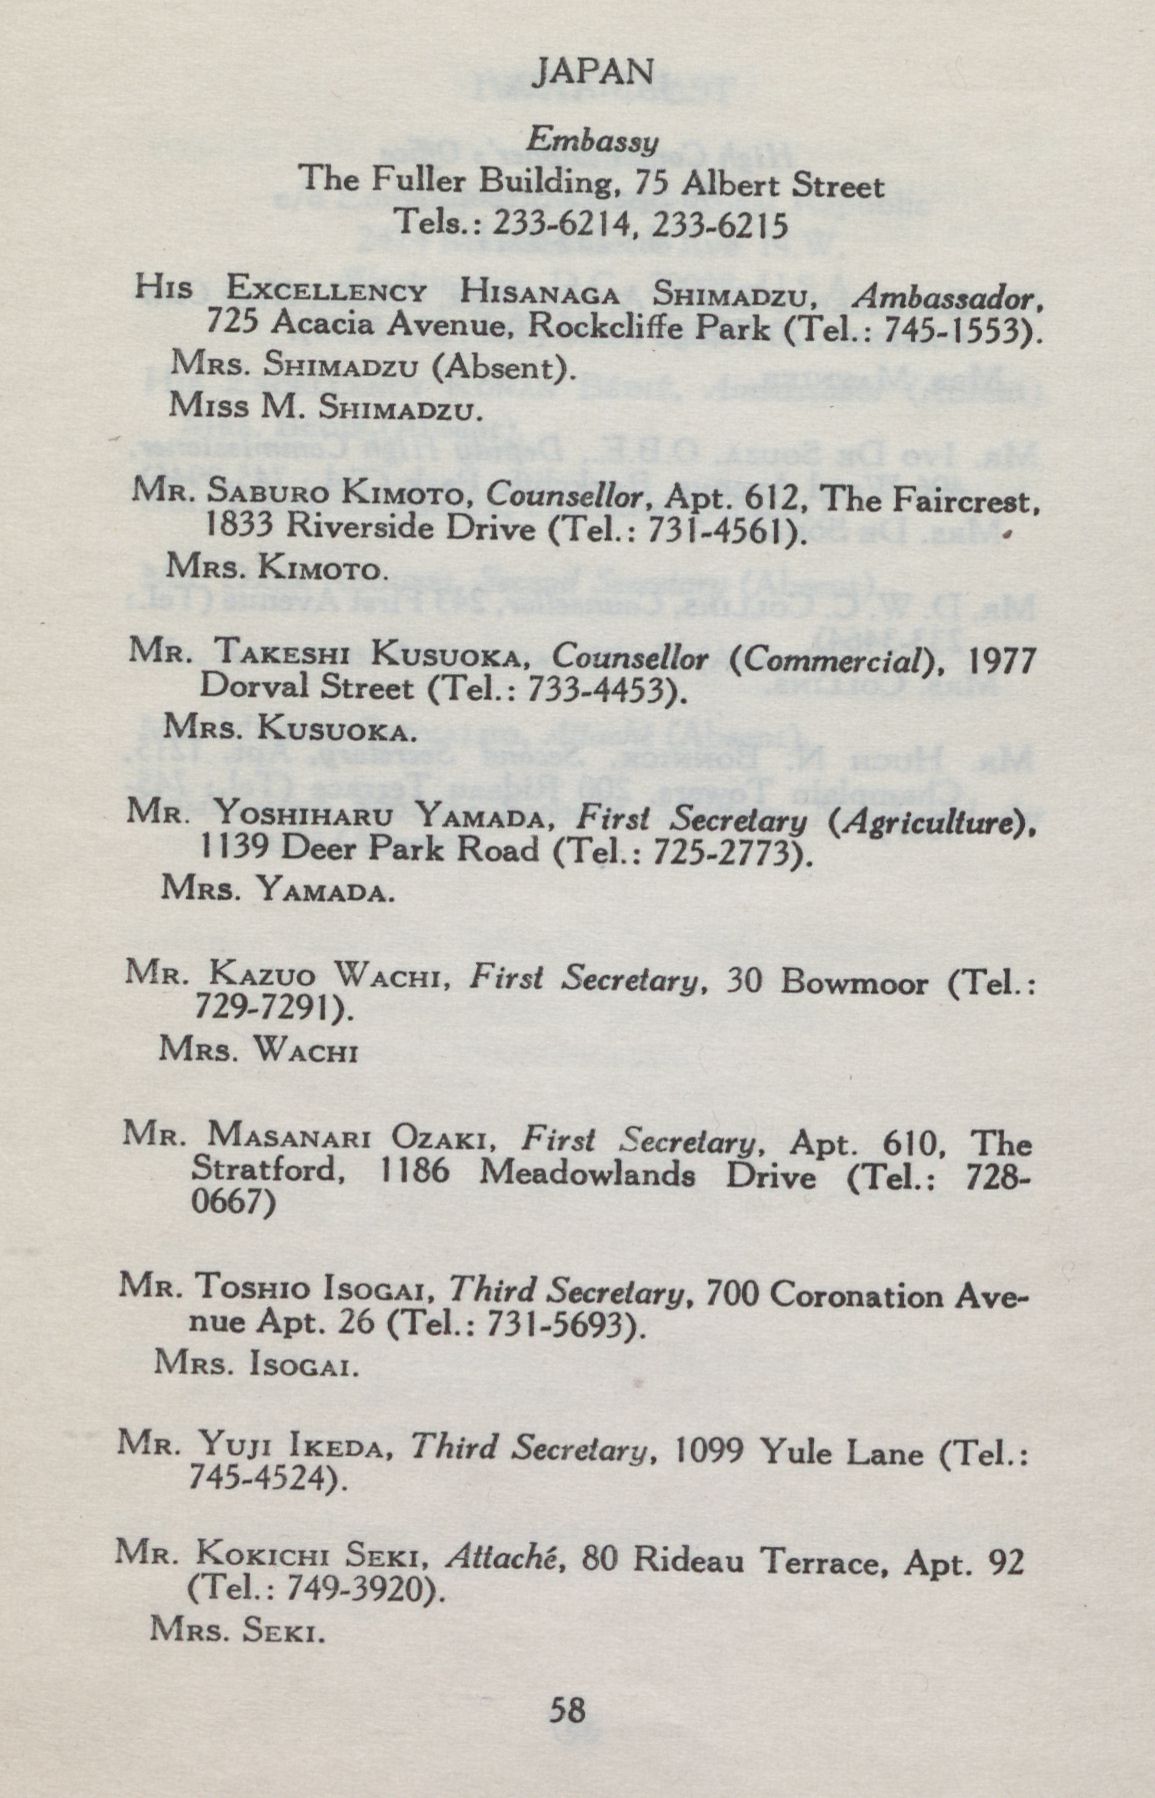 JAPAN
Embassy
The Fuller Building, 75 Albert Street
Tels.: 233-6214, 233-6215
HIS EXCELLENCY HISANAGA SHIMADZU, Ambassador,
725 Acacia Avenue, Rockcliffe Park (Tel.: 745-1553).
MRS. SHIMADZU (Absent).
MISS M. SHIMADZU.
MR. SABURO KIMOTO, Counsellor, Apt. 612, The Faircrest,
1833 Riverside Drive (Tel.: 731-4561).
MRS. KIMOTO.
MR. TAKESHI KUSUOKA, Counsellor (Commercial), 1977
Dorval Street (Tel.: 733-4453).
MRS. KUSUOKA.
MR. YOSHIHARU YAMADA, First Secretary (Agriculture),
1139 Deer Park Road (Tel.: 725-2773).
MRS. YAMADA.
MR. KAZUO WACHI, First Secretary, 30 Bowmoor (Tel.:
729-7291).
MRS. WACHI
MR. MASANARI OZAKI, First Secretary, Apt. 610, The
Stratford, 1186 Meadowlands Drive (Tel.: 728-
0667)
MR. TOSHIO ISOGAI, Third Secretary, 700 Coronation Ave-
nue Apt. 26 (Tel.: 731-5693).
MRS. ISOGAI.
MR. YUJI IKEDA, Third Secretary, 1099 Yule Lane (Tel.:
745-4524).
MR. KOKICHI SEKI, Attaché, 80 Rideau Terrace, Apt. 92
(Tel.: 749-3920).
MRS. SEKI.
58